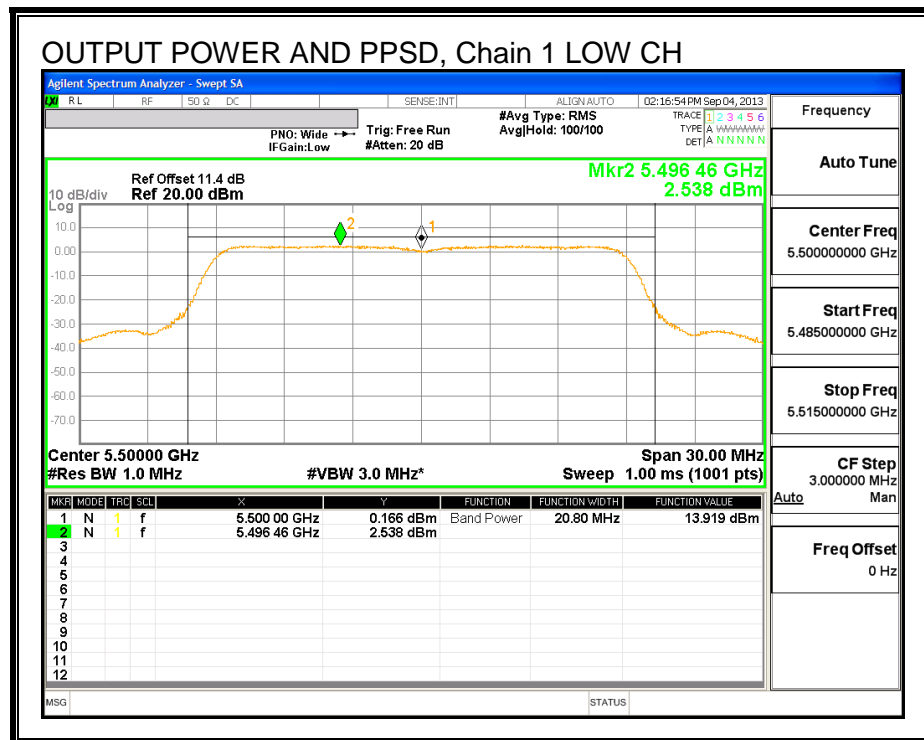 OUTPUT POWER AND PPSD, Chain 1 LOW CH
Agilent Spectrum Analyzer - Swept SA
LXI RL RF 50 Ω DC SENSE:INT ALIGN AUTO 02:16:54 PM Sep 04, 2013
PNO: Wide
IFGain:Low
Trig: Free Run
#Atten: 20 dB
#Avg Type: RMS
Avg|Hold: 100/100
TRACE 1 2 3 4 5 6
TYPE A WWWWWW
DET A N N N N N
Mkr2 5.496 46 GHz
2.538 dBm
Ref Offset 11.4 dB
10 dB/div Ref 20.00 dBm
Log
10.0
0.00
-10.0
-20.0
-30.0
-40.0
-50.0
-60.0
-70.0
2
1
Center 5.50000 GHz Span 30.00 MHz
#Res BW 1.0 MHz #VBW 3.0 MHz* Sweep 1.00 ms (1001 pts)
MKR MODE TRC SCL X Y FUNCTION FUNCTION WIDTH FUNCTION VALUE
1 N 1 f 5.500 00 GHz 0.166 dBm Band Power 20.80 MHz 13.919 dBm
2 N 1 f 5.496 46 GHz 2.538 dBm
3
4
5
6
7
8
9
10
11
12
MSG STATUS
Frequency
Auto Tune
Center Freq
5.500000000 GHz
Start Freq
5.485000000 GHz
Stop Freq
5.515000000 GHz
CF Step
3.000000 MHz
Auto Man
Freq Offset
0 Hz